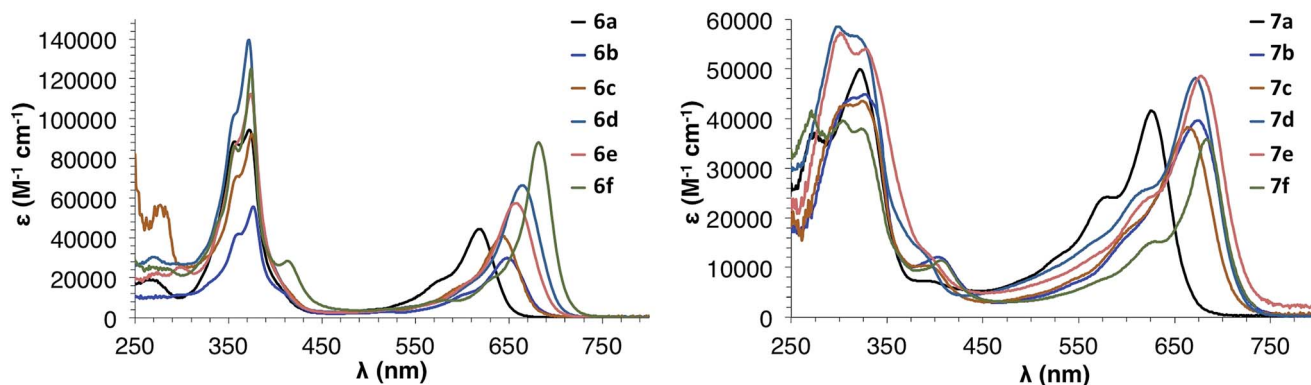 140000
120000
100000
80000
60000
40000
20000
0
ε (M⁻¹ cm⁻¹)
250 350 450 550 650 750
λ (nm)
6a
6b
6c
6d
6e
6f
60000
50000
40000
30000
20000
10000
0
ε (M⁻¹ cm⁻¹)
250 350 450 550 650 750
λ (nm)
7a
7b
7c
7d
7e
7f